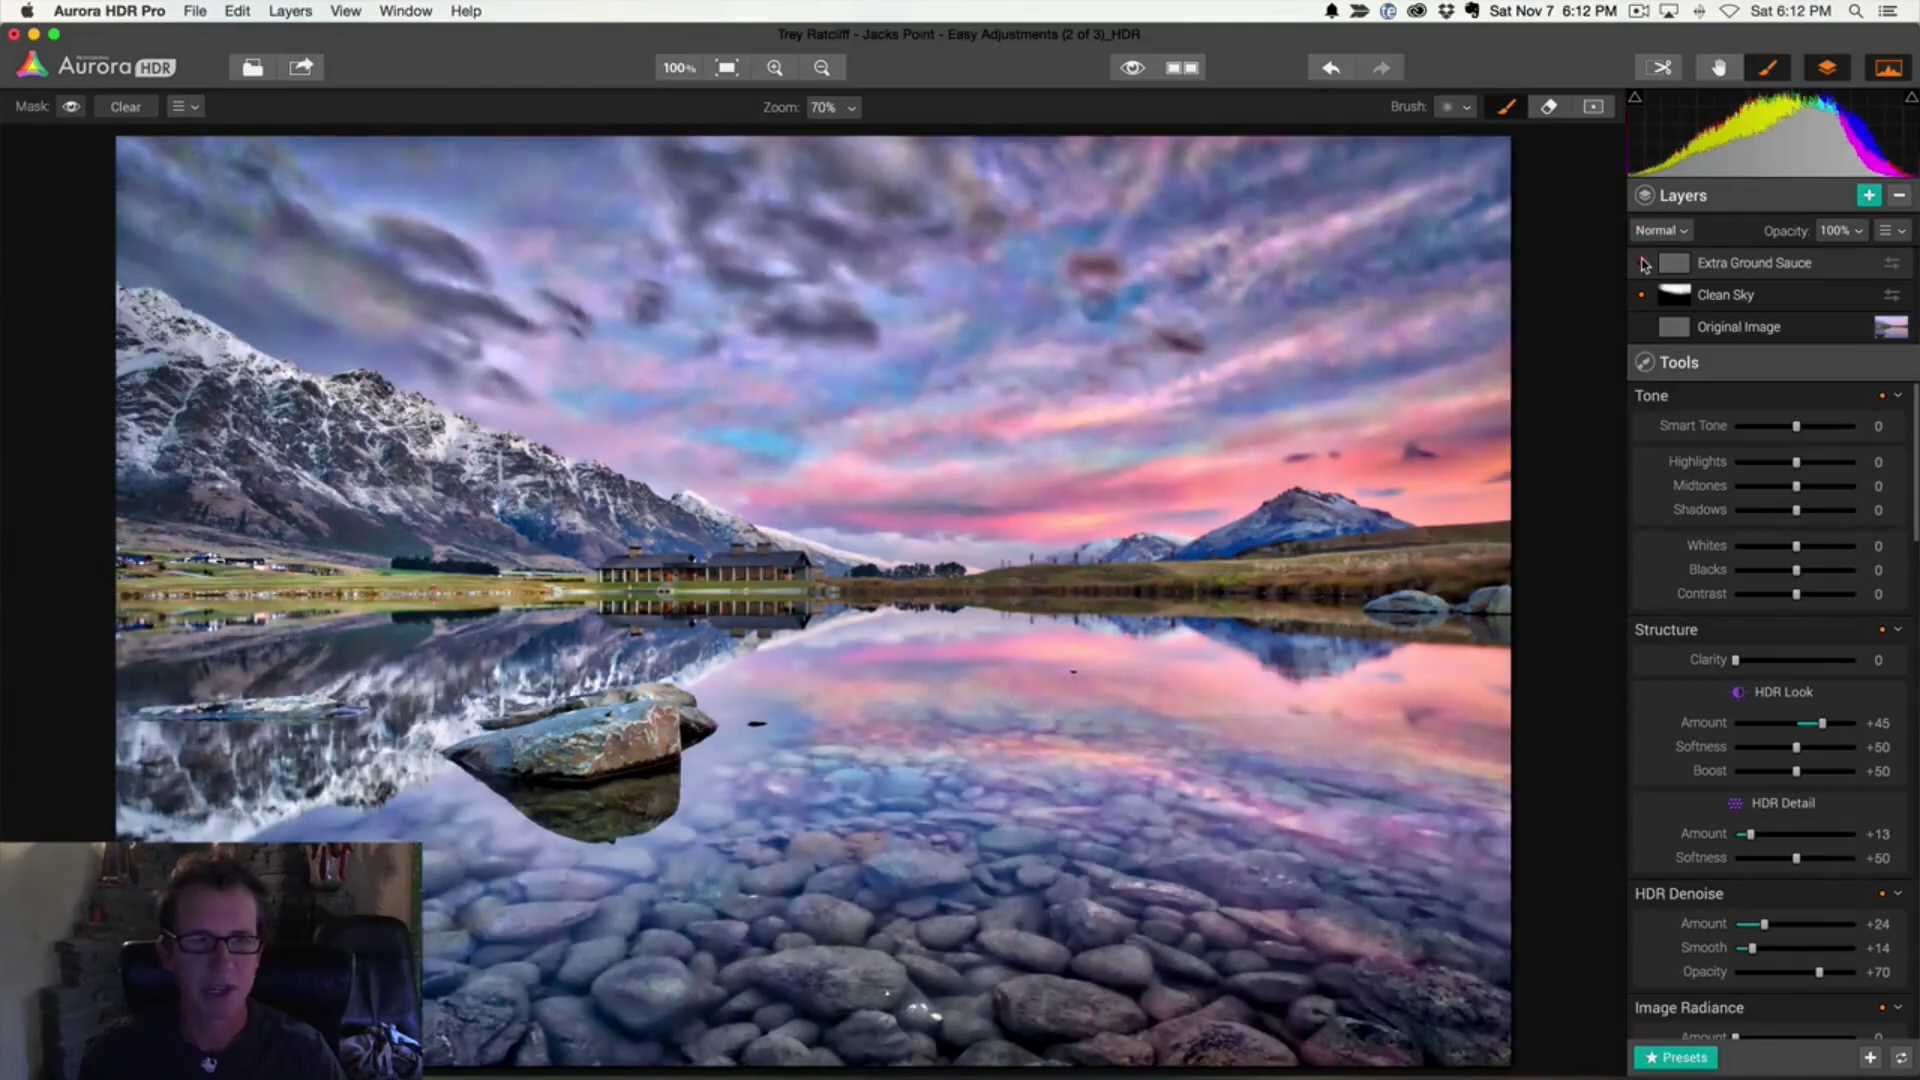 Aurora HDR Pro File Edit Layers View Window Help Sat Nov 7 6:12 PM Sat 6:12 PM
Trey Ratcliff - Jacks Point - Easy Adjustments (2 of 3)_HDR
Aurora HDR 100%
Mask: Clear Zoom: 70% Brush:
Layers
Normal Opacity: 100%
Extra Ground Sauce
Clean Sky
Original Image
Tools
Tone
Smart Tone 0
Highlights 0
Midtones 0
Shadows 0
Whites 0
Blacks 0
Contrast 0
Structure
Clarity 0
HDR Look
Amount +45
Softness +50
Boost +50
HDR Detail
Amount +13
Softness +50
HDR Denoise
Amount +24
Smooth +14
Opacity +70
Image Radiance
Amount 0
Presets